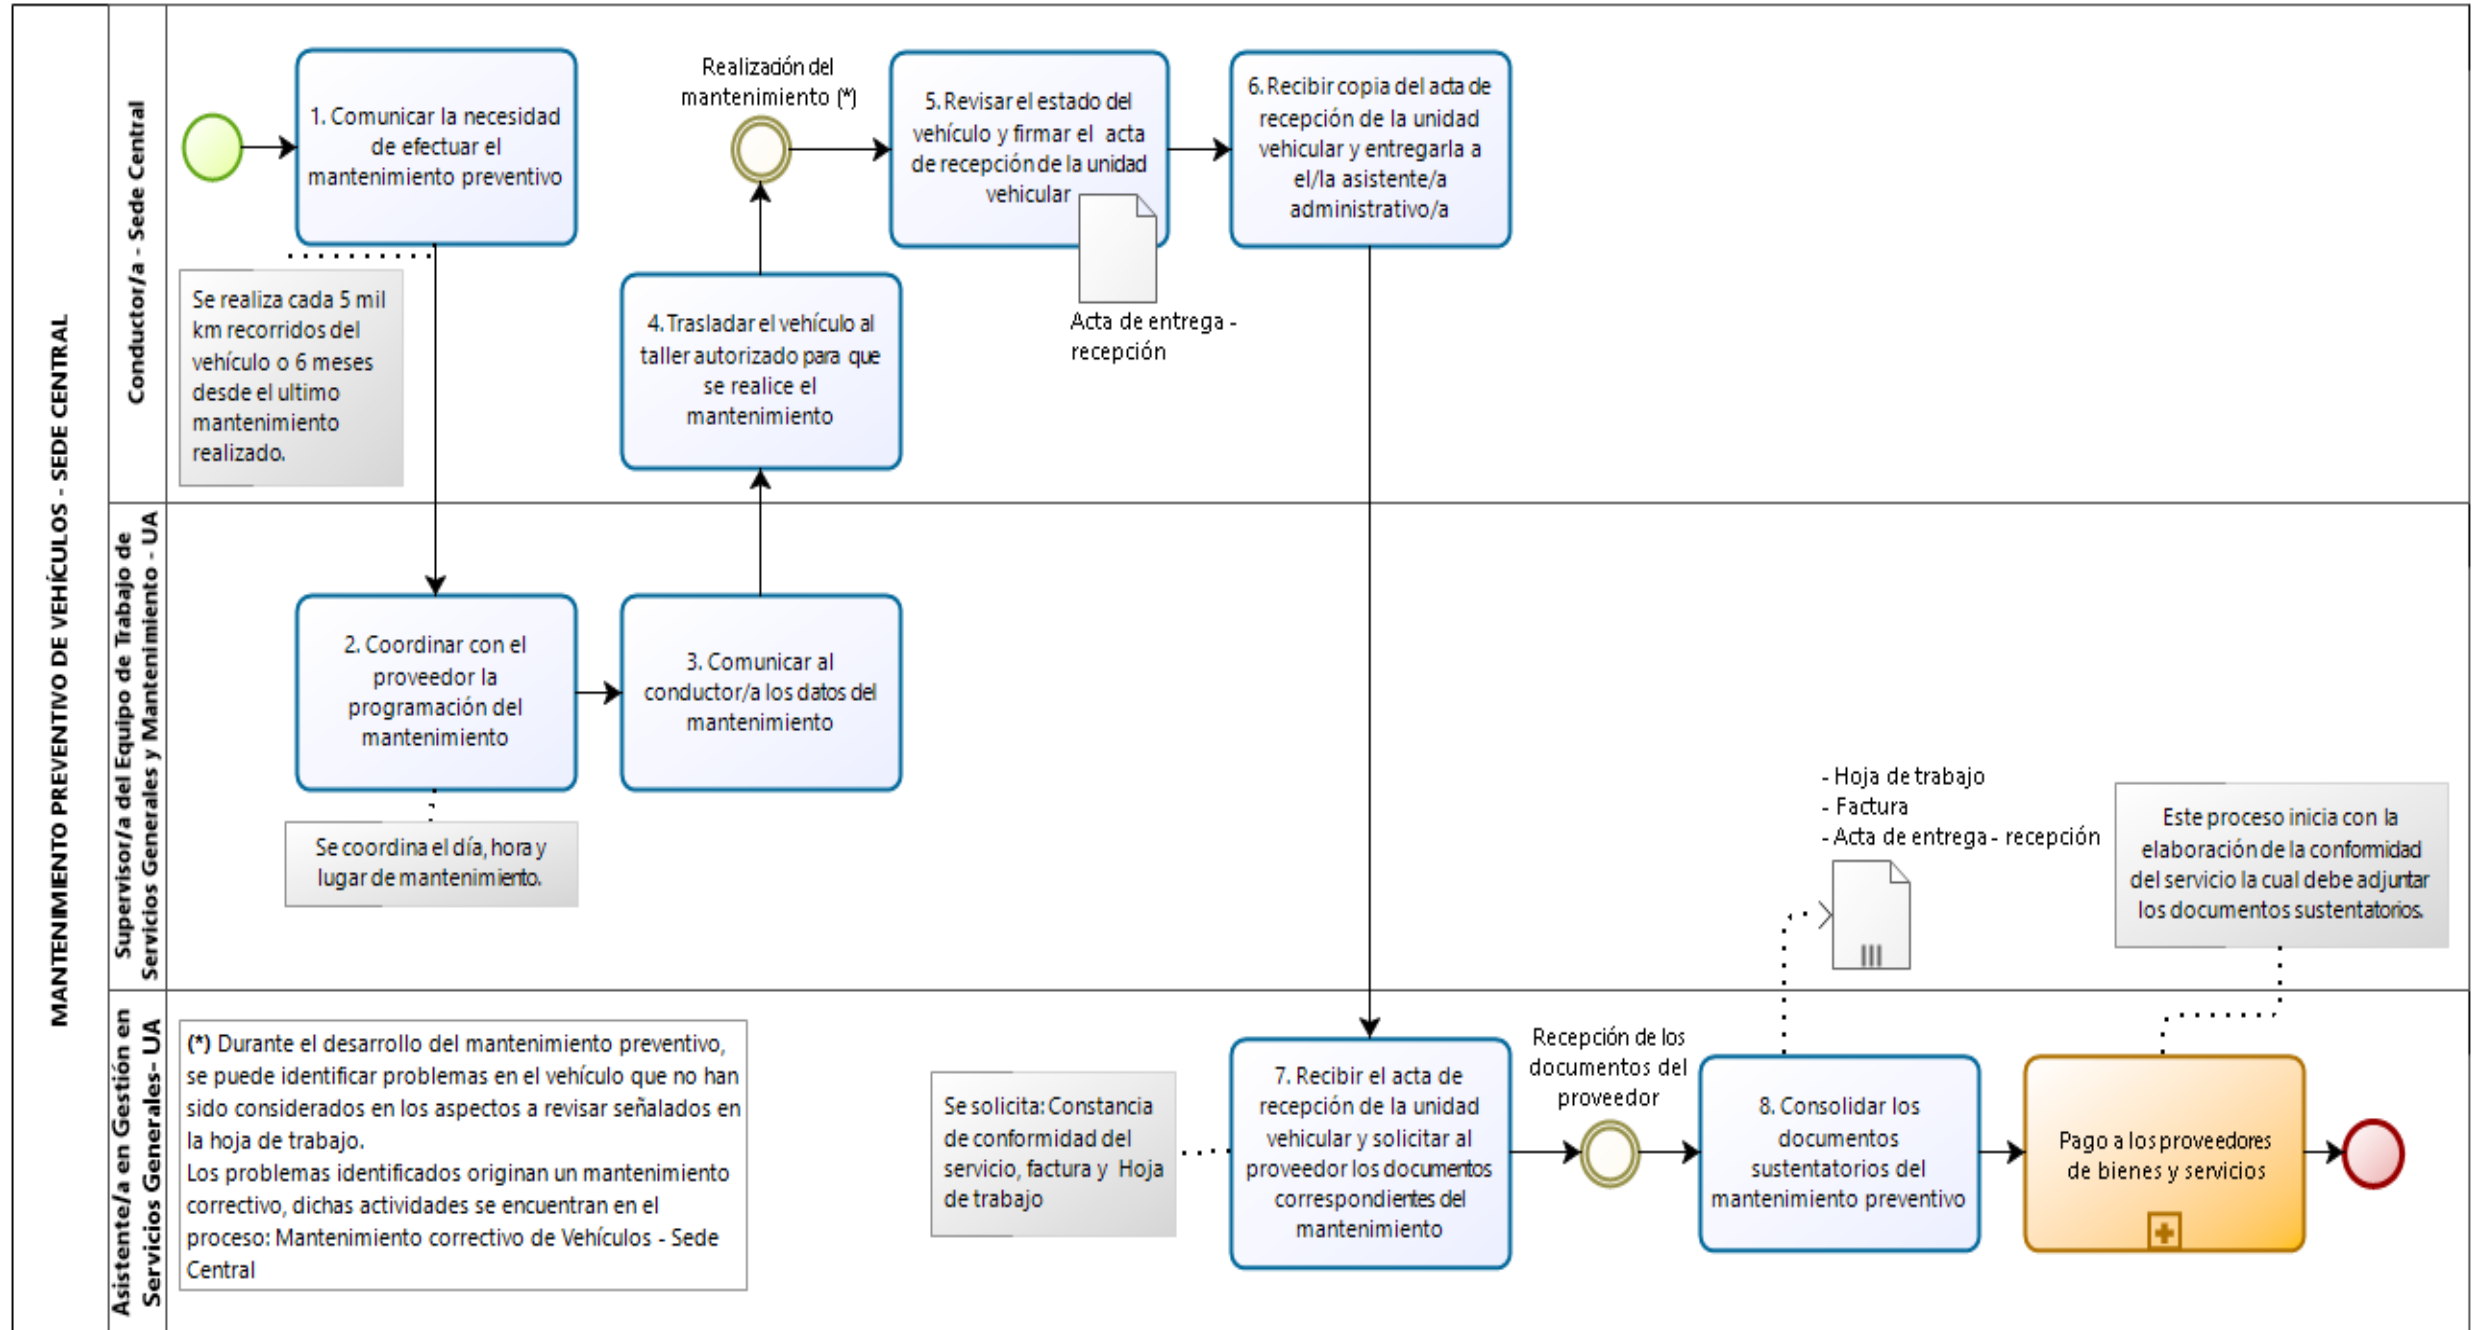 MANTENIMIENTO PREVENTIVO DE VEHÍCULOS - SEDE CENTRAL
Conductor/a - Sede Central
1. Comunicar la necesidad
de efectuar el
mantenimiento preventivo
Se realiza cada 5 mil
km recorridos del
vehículo o 6 meses
desde el ultimo
mantenimiento
realizado.
Realización del
mantenimiento (*)
4. Trasladar el vehículo al
taller autorizado para que
se realice el
mantenimiento
5. Revisar el estado del
vehículo y firmar el acta
de recepción de la unidad
vehicular
Acta de entrega -
recepción
6. Recibir copia del acta de
recepción de la unidad
vehicular y entregarla a
el/la asistente/a
administrativo/a
Supervisor/a del Equipo de Trabajo de
Servicios Generales y Mantenimiento - UA
2. Coordinar con el
proveedor la
programación del
mantenimiento
Se coordina el día, hora y
lugar de mantenimiento.
3. Comunicar al
conductor/a los datos del
mantenimiento
- Hoja de trabajo
- Factura
- Acta de entrega - recepción
Este proceso inicia con la
elaboración de la conformidad
del servicio la cual debe adjuntar
los documentos sustentatorios.
Asistente/a en Gestión en
Servicios Generales- UA
(*) Durante el desarrollo del mantenimiento preventivo,
se puede identificar problemas en el vehículo que no han
sido considerados en los aspectos a revisar señalados en
la hoja de trabajo.
Los problemas identificados originan un mantenimiento
correctivo, dichas actividades se encuentran en el
proceso: Mantenimiento correctivo de Vehículos - Sede
Central
Se solicita: Constancia
de conformidad del
servicio, factura y Hoja
de trabajo
7. Recibir el acta de
recepción de la unidad
vehicular y solicitar al
proveedor los documentos
correspondientes del
mantenimiento
Recepción de los
documentos del
proveedor
8. Consolidar los
documentos
sustentatorios del
mantenimiento preventivo
Pago a los proveedores
de bienes y servicios